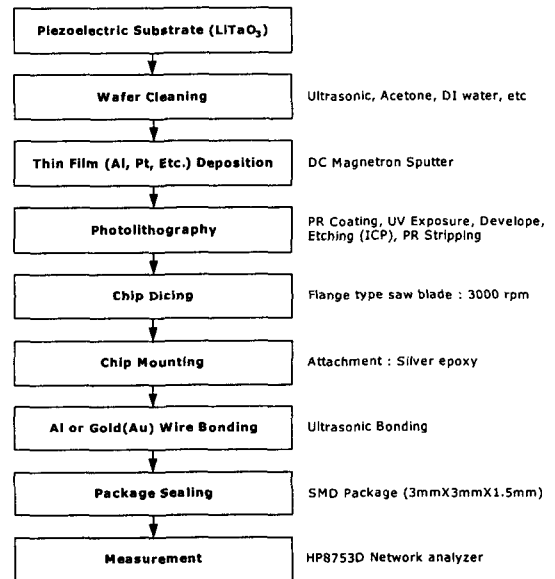 Piezoelectric Substrate (LiTaO₃)
Wafer Cleaning
Ultrasonic, Acetone, DI water, etc
Thin Film (Al, Pt, Etc.) Deposition
DC Magnetron Sputter
Photolithography
PR Coating, UV Exposure, Develope,
Etching (ICP), PR Stripping
Chip Dicing
Flange type saw blade : 3000 rpm
Chip Mounting
Attachment : Silver epoxy
Al or Gold(Au) Wire Bonding
Ultrasonic Bonding
Package Sealing
SMD Package (3mmX3mmX1.5mm)
Measurement
HP8753D Network analyzer